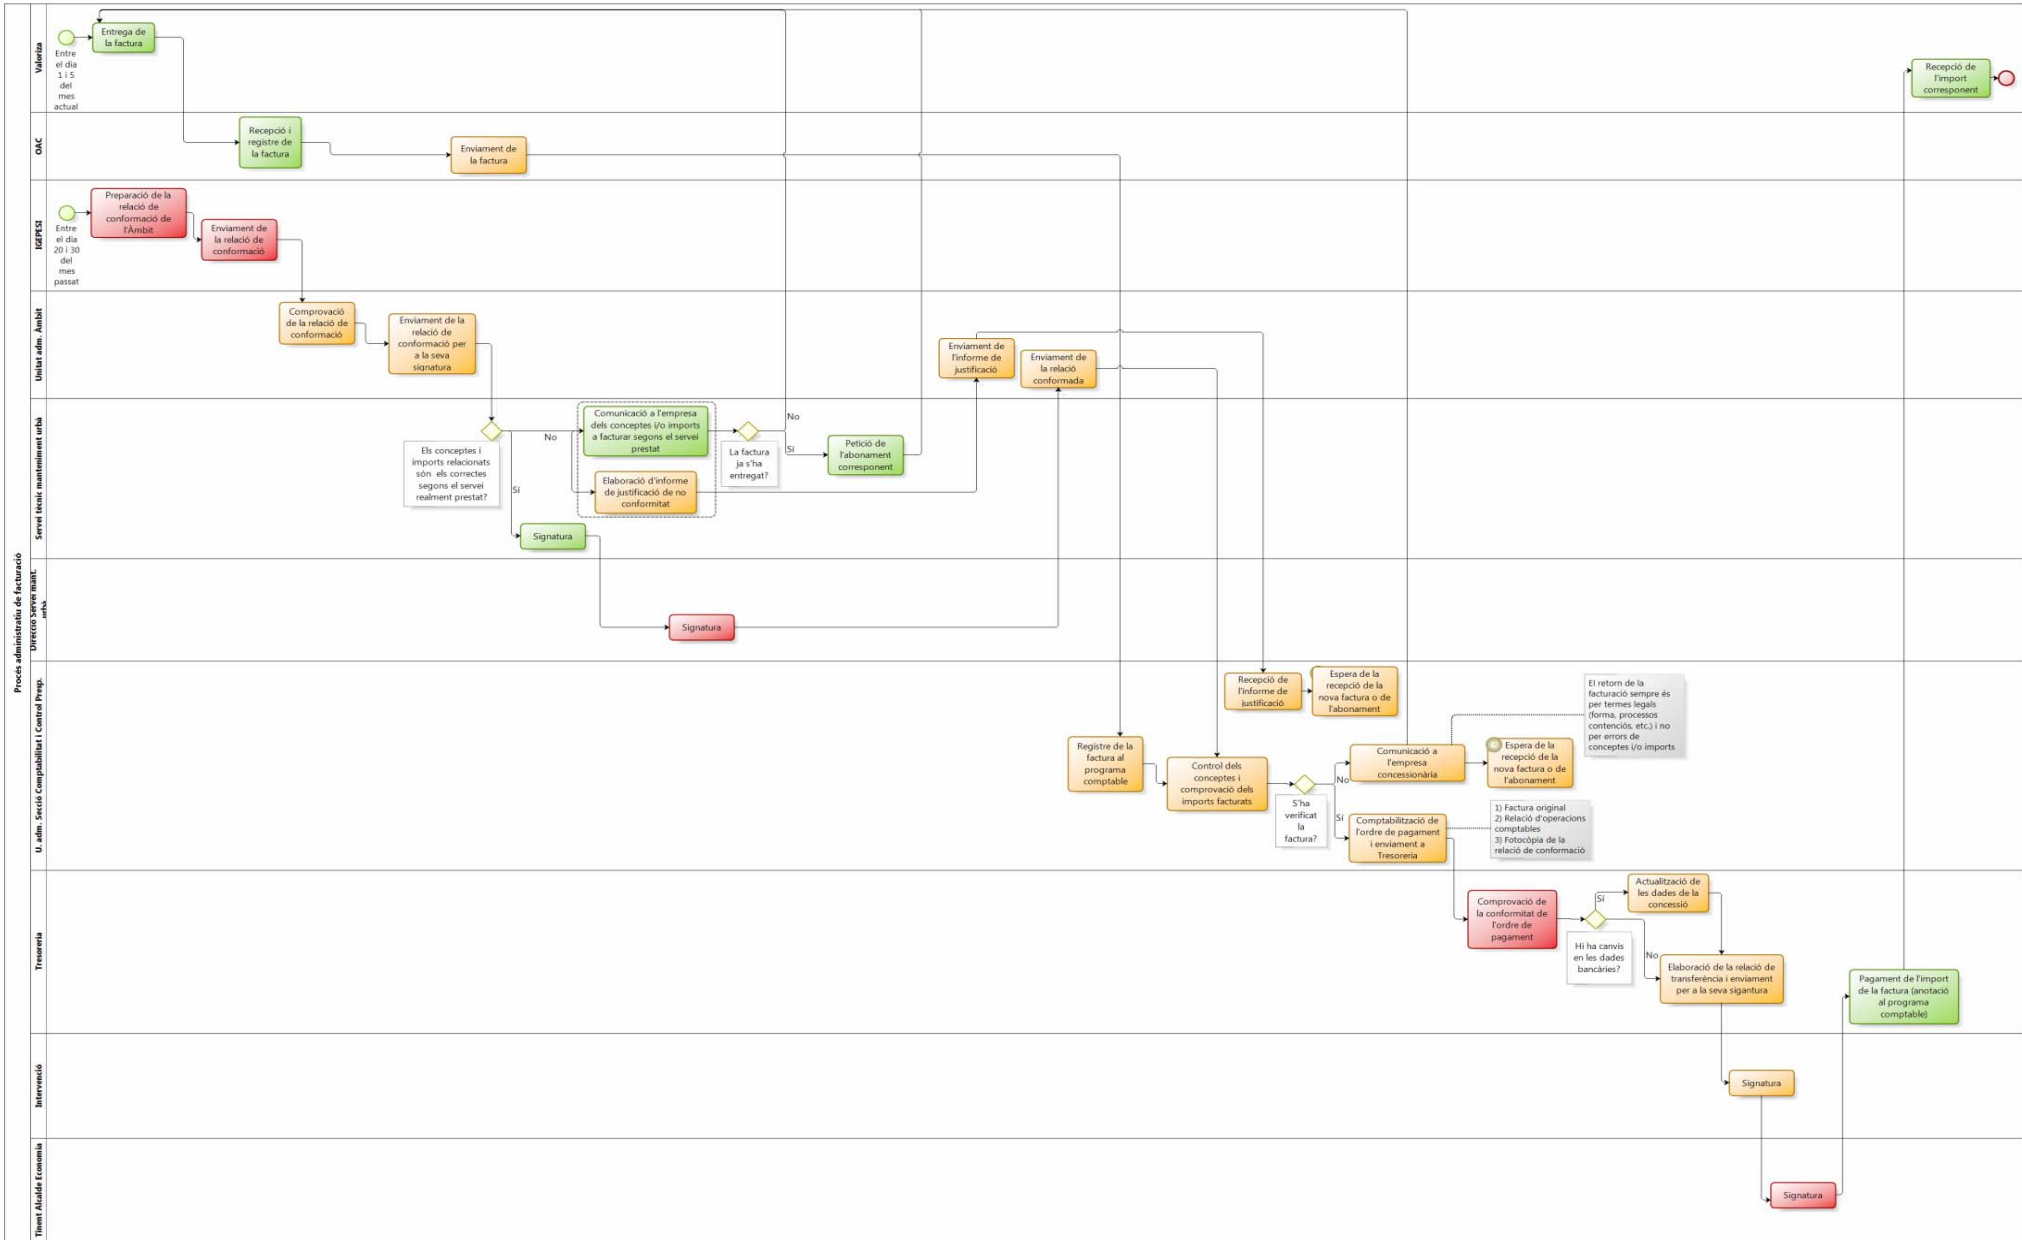 Procés administratiu de facturació
Valoriza
Entre
el dia
1 i 5
del
mes
actual
Entrega de
la factura
Recepció de
l'import
corresponent
OAC
Recepció i
registre de
la factura
Enviament de
la factura
IGEPESI
Entre
el dia
20 i 30
del
mes
passat
Preparació de la
relació de
conformació de
l'Àmbit
Enviament de
la relació de
conformació
Unitat adm. Àmbit
Comprovació
de la relació de
conformació
Enviament de la
relació de
conformació per
a la seva
signatura
Enviament de
l'informe de
justificació
Enviament de
la relació
conformada
Servei tècnic manteniment urbà
Els conceptes i
imports relacionats
són els correctes
segons el servei
realment prestat?
No
Sí
Comunicació a l'empresa
dels conceptes i/o imports
a facturar segons el servei
prestat
Elaboració d'informe
de justificació de no
conformitat
Signatura
La factura
ja s'ha
entregat?
No
Sí
Petició de
l'abonament
corresponent
Direcció Servei mant.
urbà
Signatura
U. adm. Secció Comptabilitat i Control Presp.
Registre de la
factura al
programa
comptable
Control dels
conceptes i
comprovació dels
imports facturats
Recepció de
l'informe de
justificació
Espera de la
recepció de la
nova factura o de
l'abonament
S'ha
verificat
la
factura?
No
Sí
Comunicació a
l'empresa
concessionària
Espera de la
recepció de la
nova factura o de
l'abonament
El retorn de la
facturació sempre és
per termes legals
(forma, processos
contenciós, etc.) i no
per errors de
conceptes i/o imports
Comptabilització de
l'ordre de pagament
i enviament a
Tresoreria
1) Factura original
2) Relació d'operacions
comptables
3) Fotocòpia de la
relació de conformació
Tresoreria
Comprovació de
la conformitat de
l'ordre de
pagament
Hi ha canvis
en les dades
bancàries?
Sí
No
Actualització de
les dades de la
concessió
Elaboració de la relació de
transferència i enviament
per a la seva sigantura
Pagament de l'import
de la factura (anotació
al programa
comptable)
Intervenció
Signatura
Tinent Alcalde Economia
Signatura